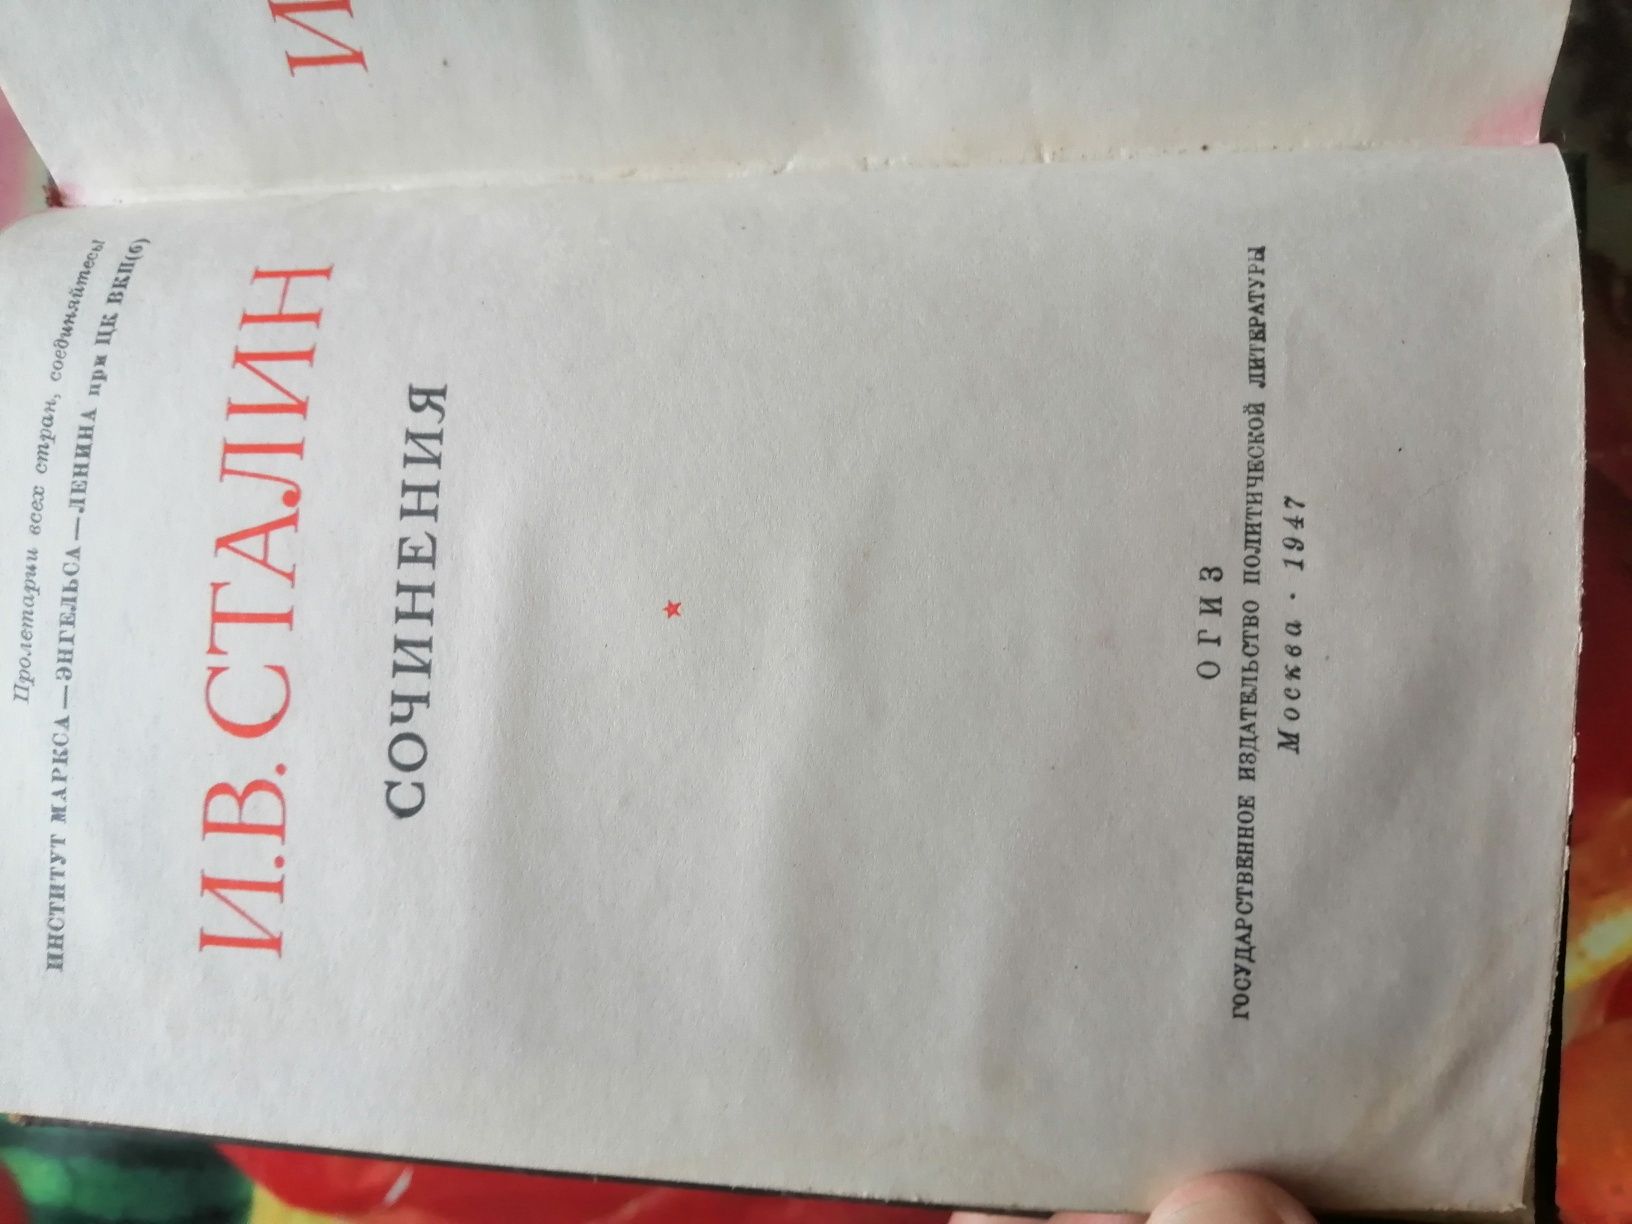 Пролетарии всех стран, соединяйтесь!
ИНСТИТУТ МАРКСА—ЭНГЕЛЬСА—ЛЕНИНА при ЦК ВКП(б)
И.В. СТАЛИН
СОЧИНЕНИЯ
ОГИЗ
ГОСУДАРСТВЕННОЕ ИЗДАТЕЛЬСТВО ПОЛИТИЧЕСКОЙ ЛИТЕРАТУРЫ
Москва · 1947